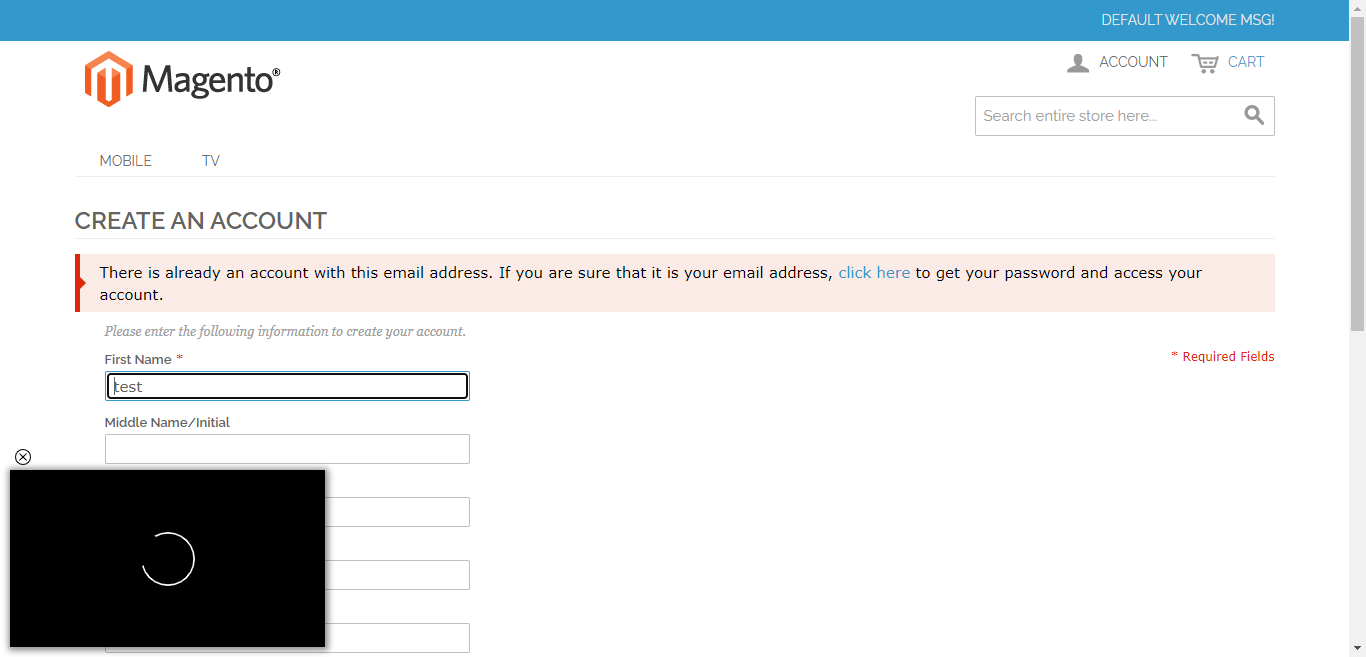 DEFAULT WELCOME MSG!
Magento®
ACCOUNT
CART
Search entire store here...
MOBILE
TV
CREATE AN ACCOUNT
There is already an account with this email address. If you are sure that it is your email address, click here to get your password and access your
account.
Please enter the following information to create your account.
First Name *
* Required Fields
test
Middle Name/Initial